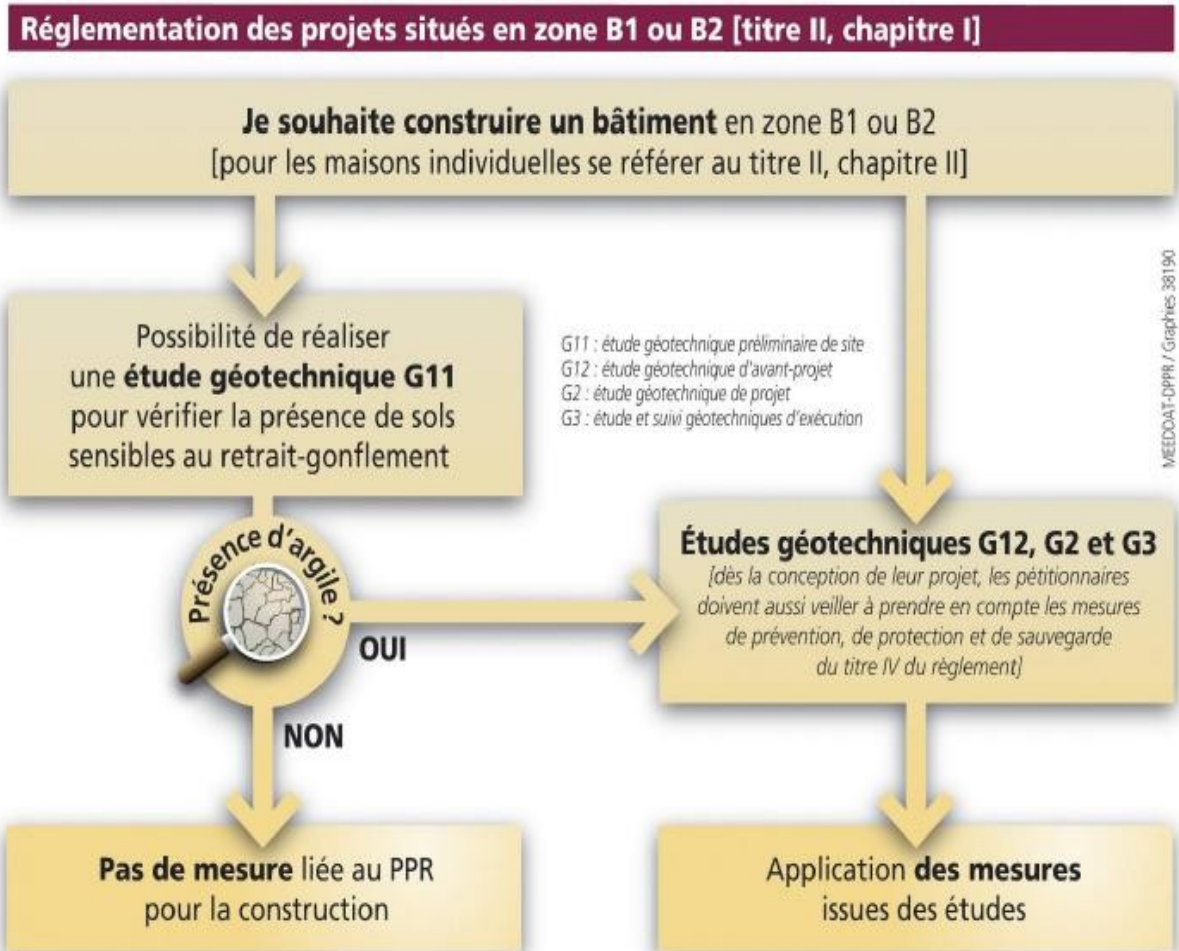 Réglementation des projets situés en zone B1 ou B2 [titre II, chapitre I]
Je souhaite construire un bâtiment en zone B1 ou B2
[pour les maisons individuelles se référer au titre II, chapitre II]
Possibilité de réaliser
une étude géotechnique G11
pour vérifier la présence de sols
sensibles au retrait-gonflement
G11 : étude géotechnique préliminaire de site
G12 : étude géotechnique d'avant-projet
G2 : étude géotechnique de projet
G3 : étude et suivi géotechniques d'exécution
MEEDDAT-DPPR / Graphies 38190
Présence d'argile ?
OUI
NON
Études géotechniques G12, G2 et G3
[dès la conception de leur projet, les pétitionnaires
doivent aussi veiller à prendre en compte les mesures
de prévention, de protection et de sauvegarde
du titre IV du règlement]
Pas de mesure liée au PPR
pour la construction
Application des mesures
issues des études